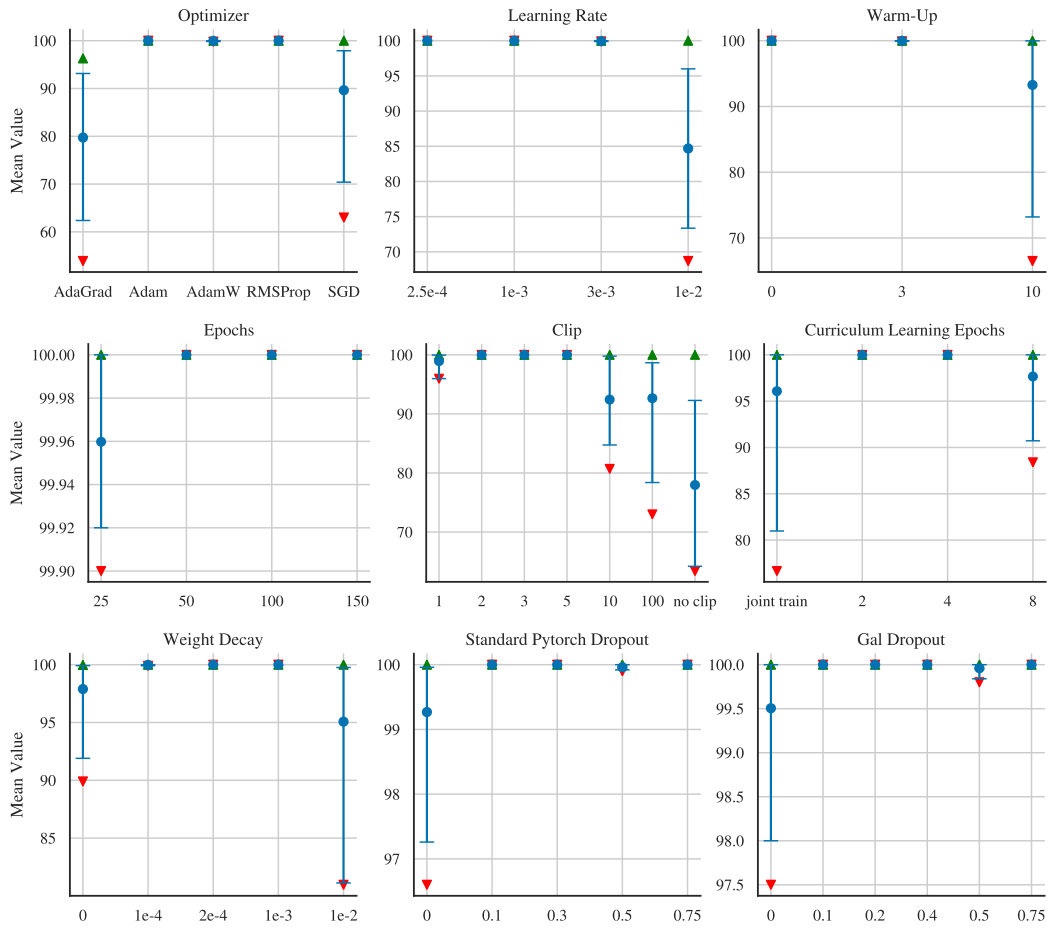 Optimizer
Mean Value
100
90
80
70
60
AdaGrad Adam AdamW RMSProp SGD
Learning Rate
100
95
90
85
80
75
70
2.5e-4 1e-3 3e-3 1e-2
Warm-Up
100
90
80
70
0 3 10
Epochs
Mean Value
100.00
99.98
99.96
99.94
99.92
99.90
25 50 100 150
Clip
100
90
80
70
1 2 3 5 10 100 no clip
Curriculum Learning Epochs
100
95
90
85
80
joint train 2 4 8
Weight Decay
Mean Value
100
95
90
85
0 1e-4 2e-4 1e-3 1e-2
Standard Pytorch Dropout
100
99
98
97
0 0.1 0.3 0.5 0.75
Gal Dropout
100.0
99.5
99.0
98.5
98.0
97.5
0 0.1 0.2 0.4 0.5 0.75